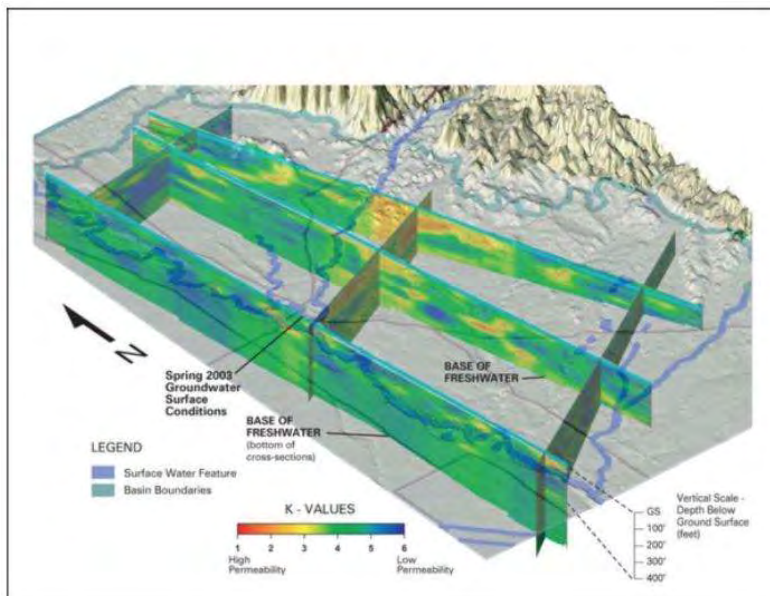 N
Spring 2003
Groundwater
Surface
Conditions
BASE OF
FRESHWATER
BASE OF
FRESHWATER
(bottom of
cross-sections)
LEGEND
Surface Water Feature
Basin Boundaries
K - VALUES
1 2 3 4 5 6
High
Permeability
Low
Permeability
Vertical Scale -
Depth Below
Ground Surface
(feet)
GS
100'
200'
300'
400'